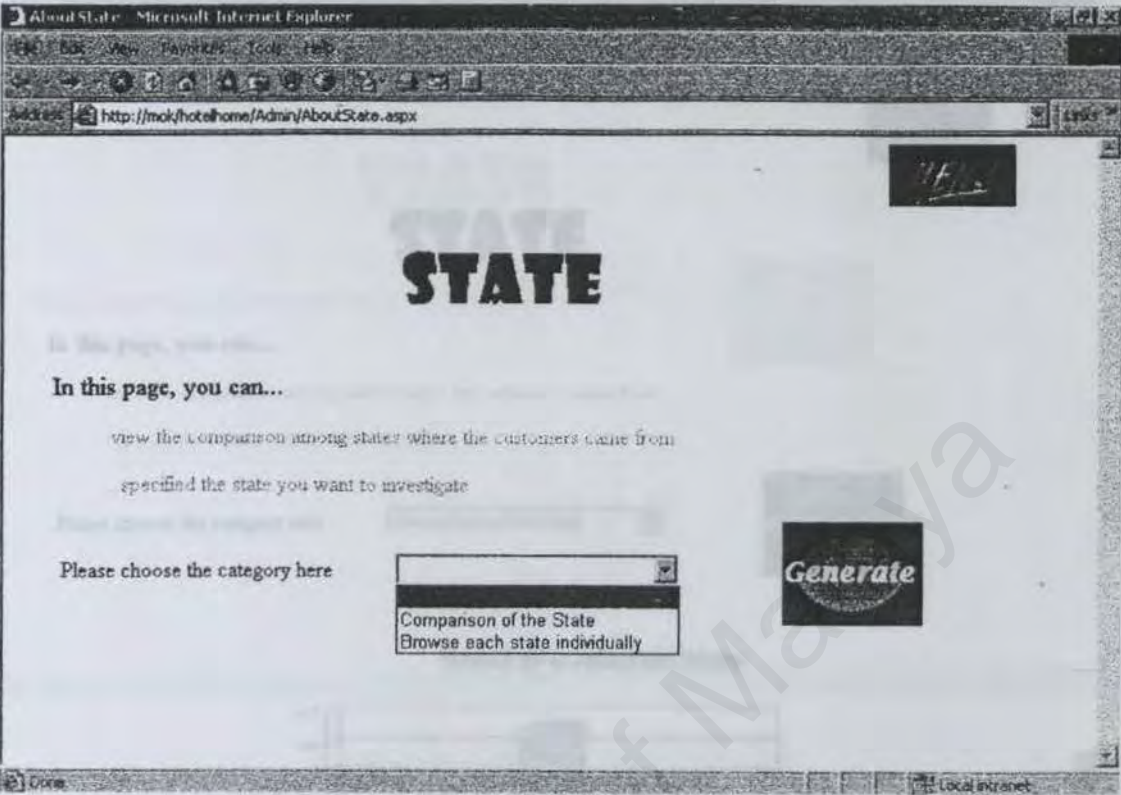 About State - Microsoft Internet Explorer
File Edit View Favorites Tools Help
Address http://mok/hotelhome/Admin/AboutState.aspx Links
STATE
In this page, you can...
view the comparison among states where the customers came from
specified the state you want to investigate
Please choose the category here
Generate
Comparison of the State
Browse each state individually
Done Local intranet